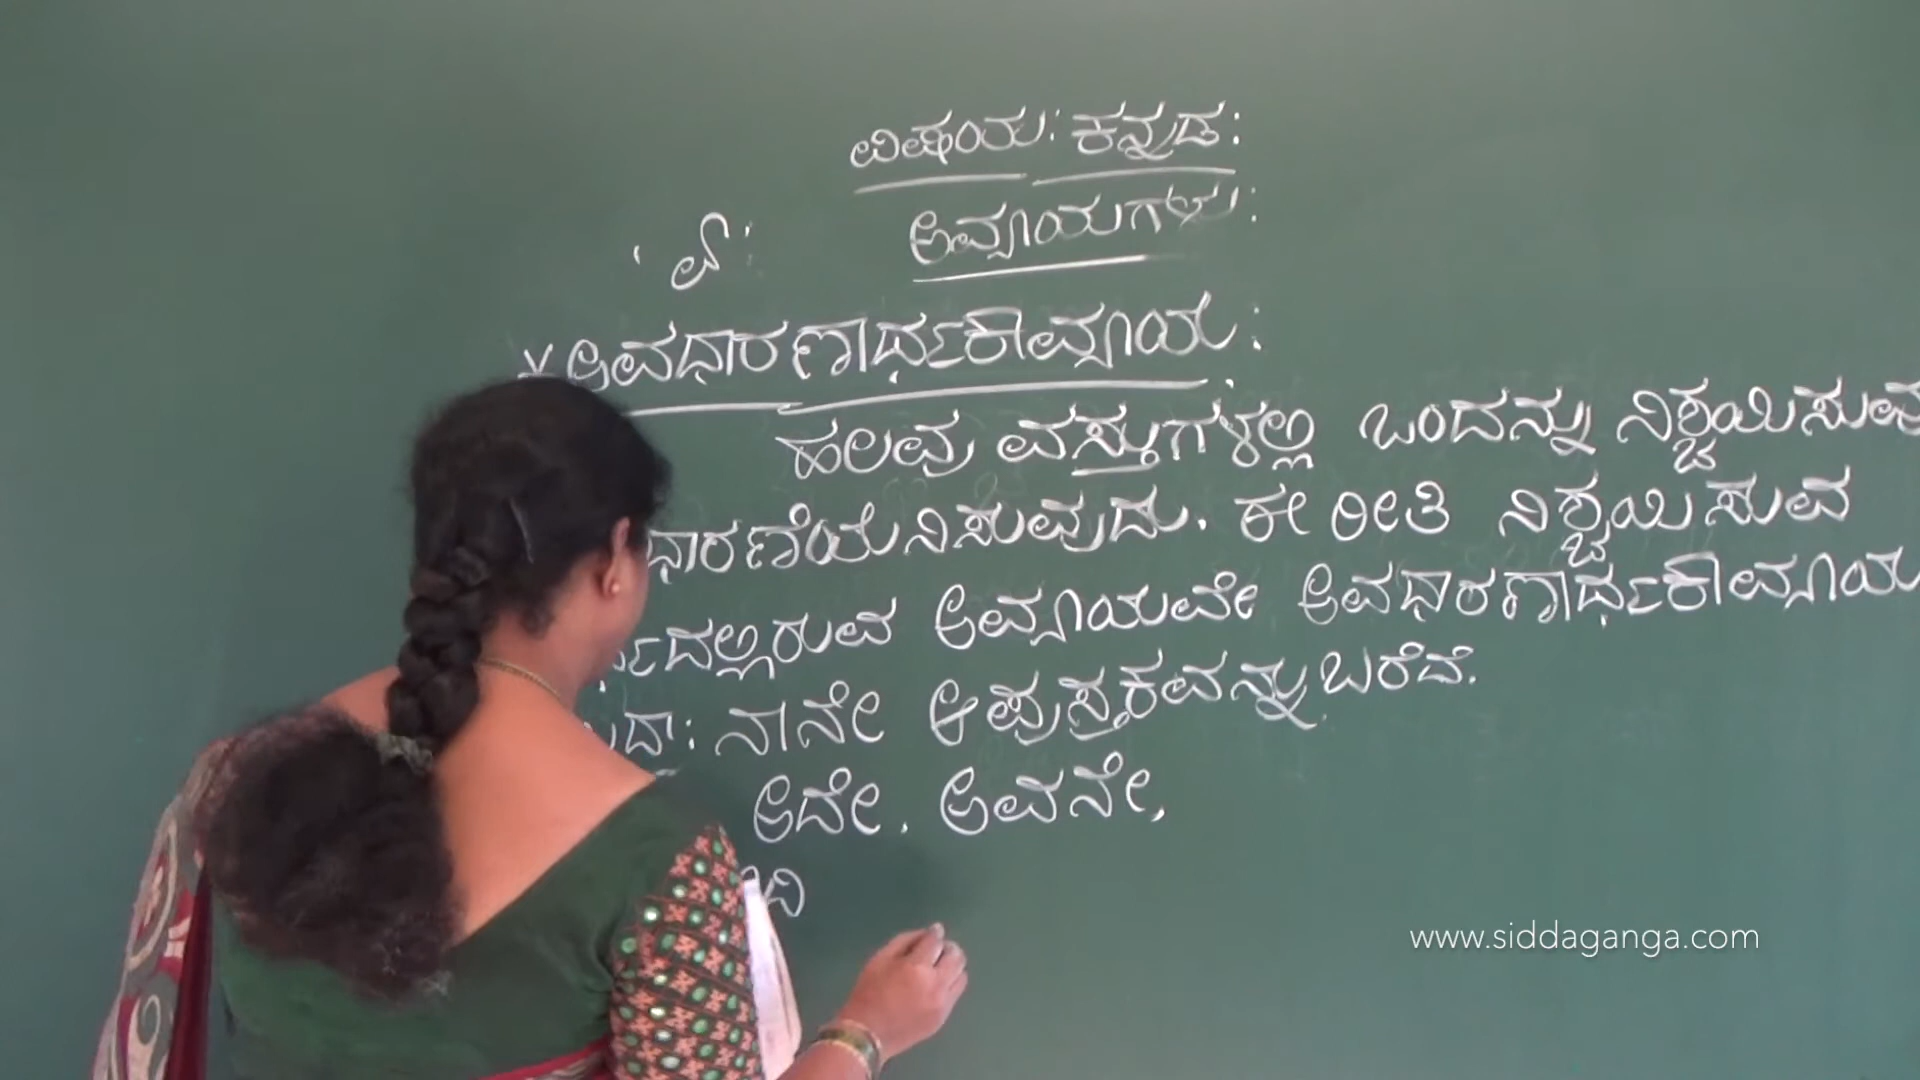 ವಿಷಯ: ಕನ್ನಡ:
ಅವ್ಯಯಗಳು:
' ಏ '
ಅವಧಾರಣಾರ್ಥಕಾವ್ಯಯ:
ಹಲವು ವಸ್ತುಗಳಲ್ಲಿ ಒಂದನ್ನು ನಿಶ್ಚಯಿಸುವು
ಧಾರಣೆಯೆನಿಸುವುದು. ಈ ರೀತಿ ನಿಶ್ಚಯಿಸುವ
ರ್ಥದಲ್ಲಿರುವ ಅವ್ಯಯವೇ ಅವಧಾರಣಾರ್ಥಕಾವ್ಯಯ
ದಾ: ನಾನೇ ಆ ಪುಸ್ತಕವನ್ನು ಬರೆದೆ.
ಅದೇ. ಅವನೇ,
www.siddaganga.com